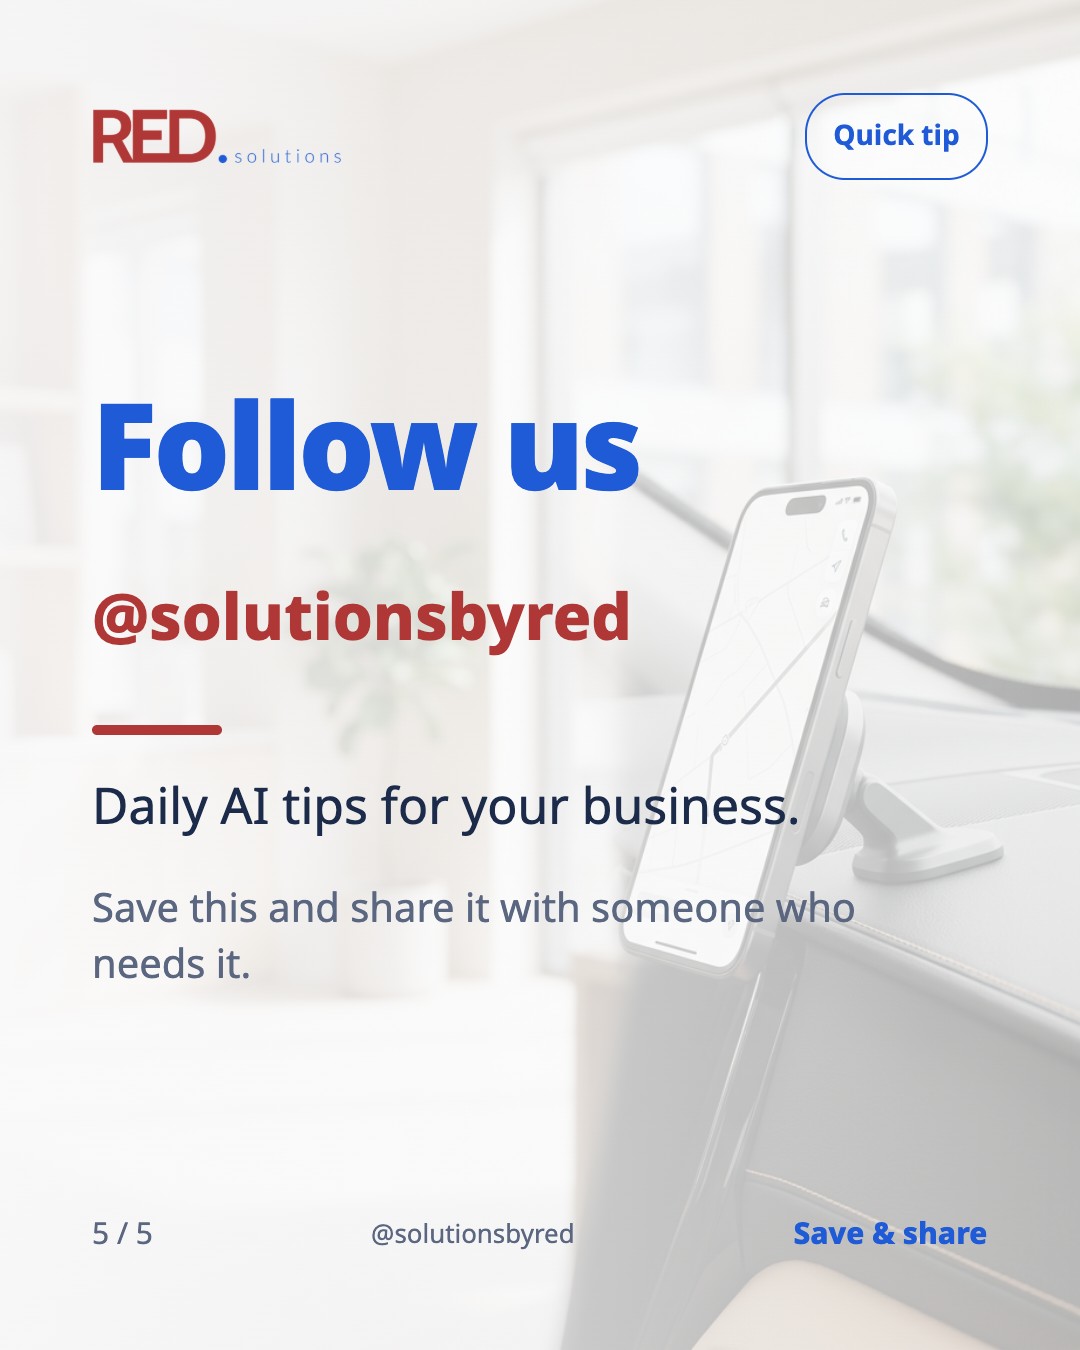 RED.solutions
Quick tip
Follow us
@solutionsbyred
Daily AI tips for your business.
Save this and share it with someone who
needs it.
5 / 5
@solutionsbyred
Save & share